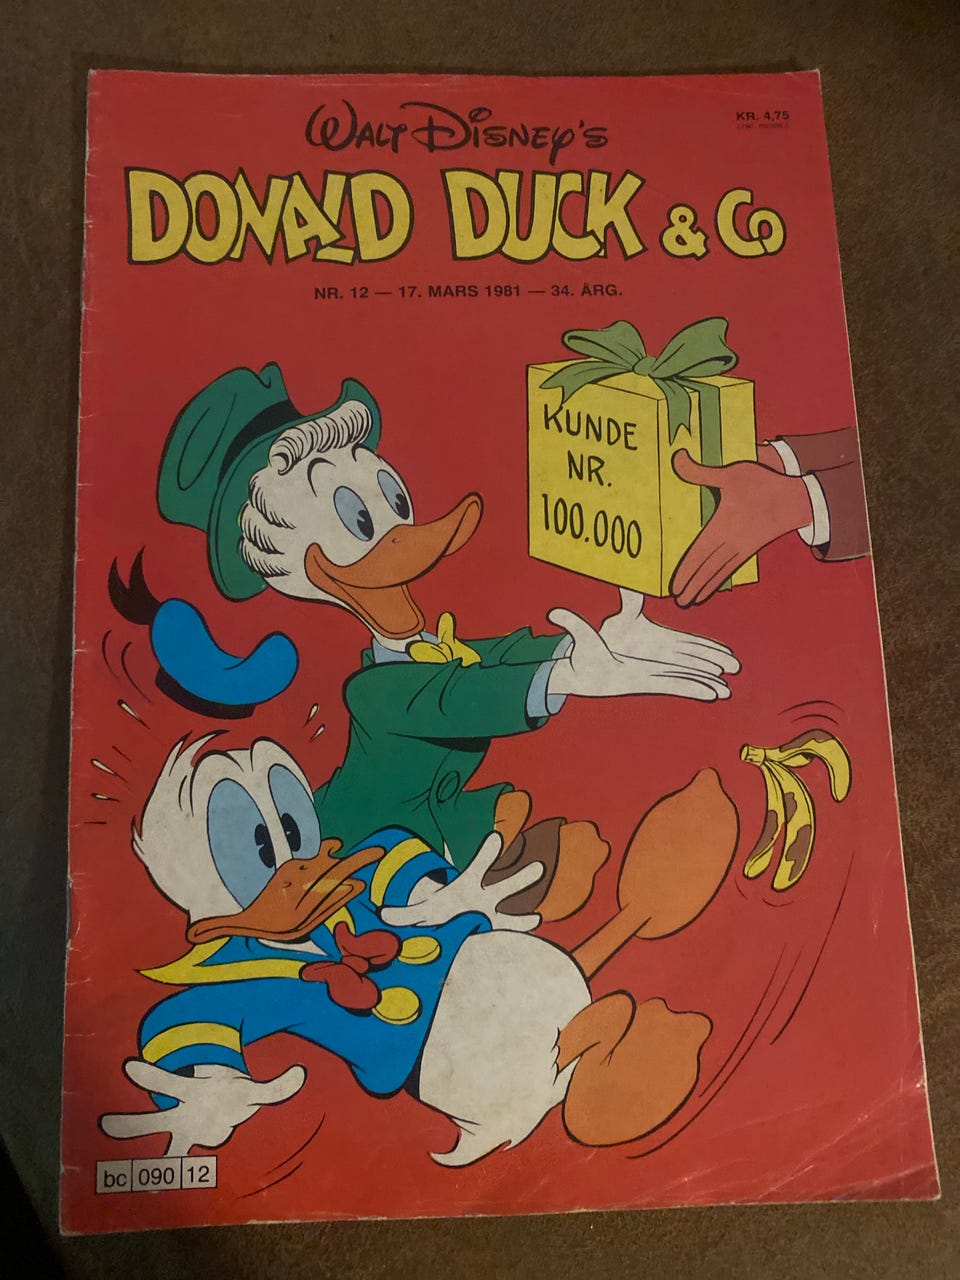 WALT DISNEY'S
KR. 4,75
DONALD DUCK & Co
NR. 12 — 17. MARS 1981 — 34. ÅRG.
KUNDE
NR.
100.000
bc 090 12